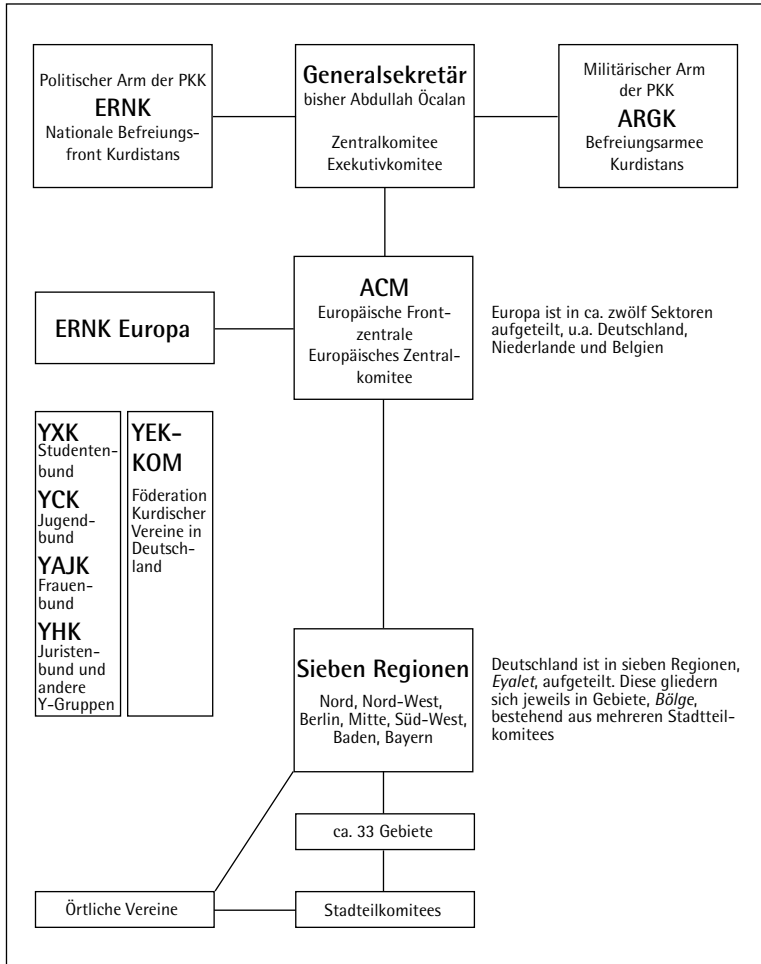 Politischer Arm der PKK
ERNK
Nationale Befreiungs-
front Kurdistans
Generalsekretär
bisher Abdullah Öcalan
Zentralkomitee
Exekutivkomitee
Militärischer Arm
der PKK
ARGK
Befreiungsarmee
Kurdistans
ERNK Europa
ACM
Europäische Front-
zentrale
Europäisches Zentral-
komitee
Europa ist in ca. zwölf Sektoren
aufgeteilt, u.a. Deutschland,
Niederlande und Belgien
YXK
Studenten-
bund
YCK
Jugend-
bund
YAJK
Frauen-
bund
YHK
Juristen-
bund und
andere
Y-Gruppen
YEK-
KOM
Föderation
Kurdischer
Vereine in
Deutsch-
land
Sieben Regionen
Nord, Nord-West,
Berlin, Mitte, Süd-West,
Baden, Bayern
Deutschland ist in sieben Regionen,
Eyalet, aufgeteilt. Diese gliedern
sich jeweils in Gebiete, Bölge,
bestehend aus mehreren Stadtteil-
komitees
ca. 33 Gebiete
Örtliche Vereine
Stadteilkomitees